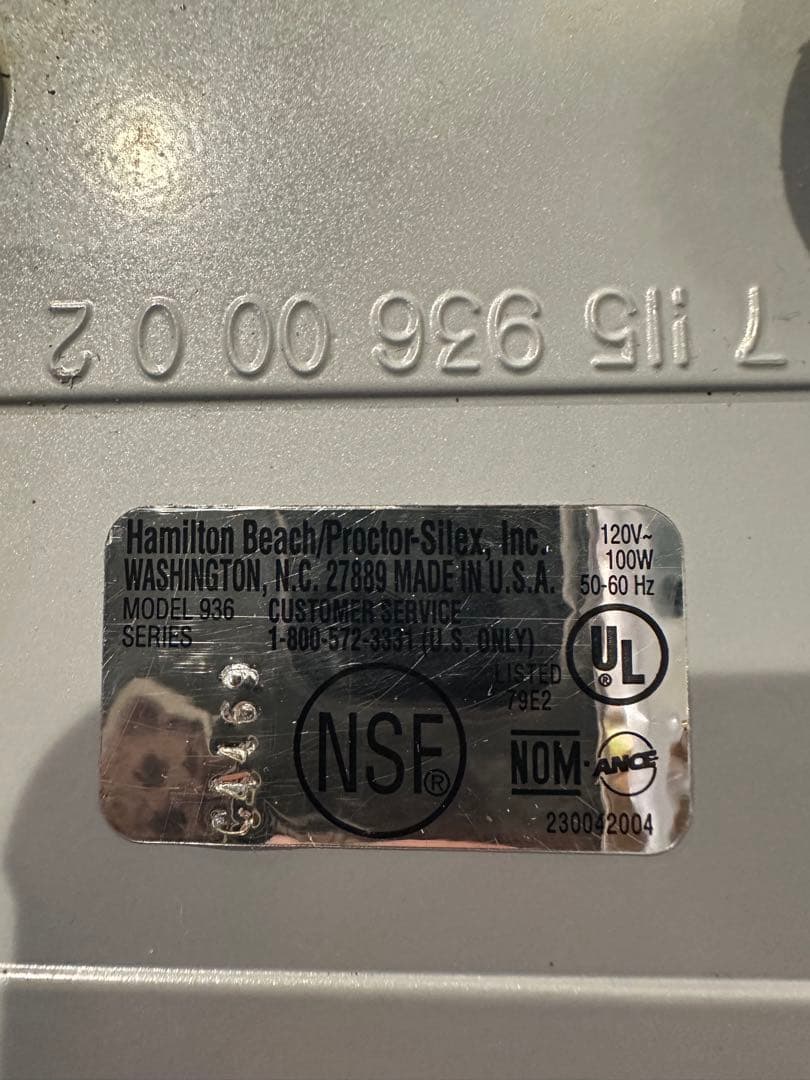 7 115 936 00 0 2
Hamilton Beach/Proctor-Silex, Inc.
WASHINGTON, N.C. 27889 MADE IN U.S.A.
MODEL 936 SERIES
CUSTOMER SERVICE
1-800-572-3331 (U.S. ONLY)
120V~
100W
50-60 Hz
UL®
LISTED
79E2
NSF®
NOM-ANCE
230042004